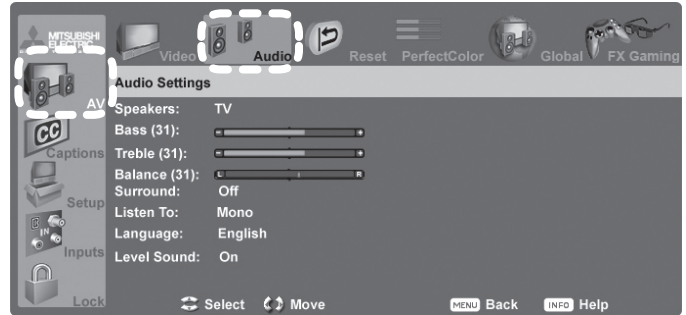 MITSUBISHI
ELECTRIC
Video
Audio
Reset
PerfectColor
Global
FX Gaming
AV
Audio Settings
CC
Captions
Speakers: TV
Bass (31): - +
Treble (31): - +
Balance (31): L R
Surround: Off
Setup
Listen To: Mono
IN
Language: English
Inputs
Level Sound: On
Lock
Select Move MENU Back INFO Help